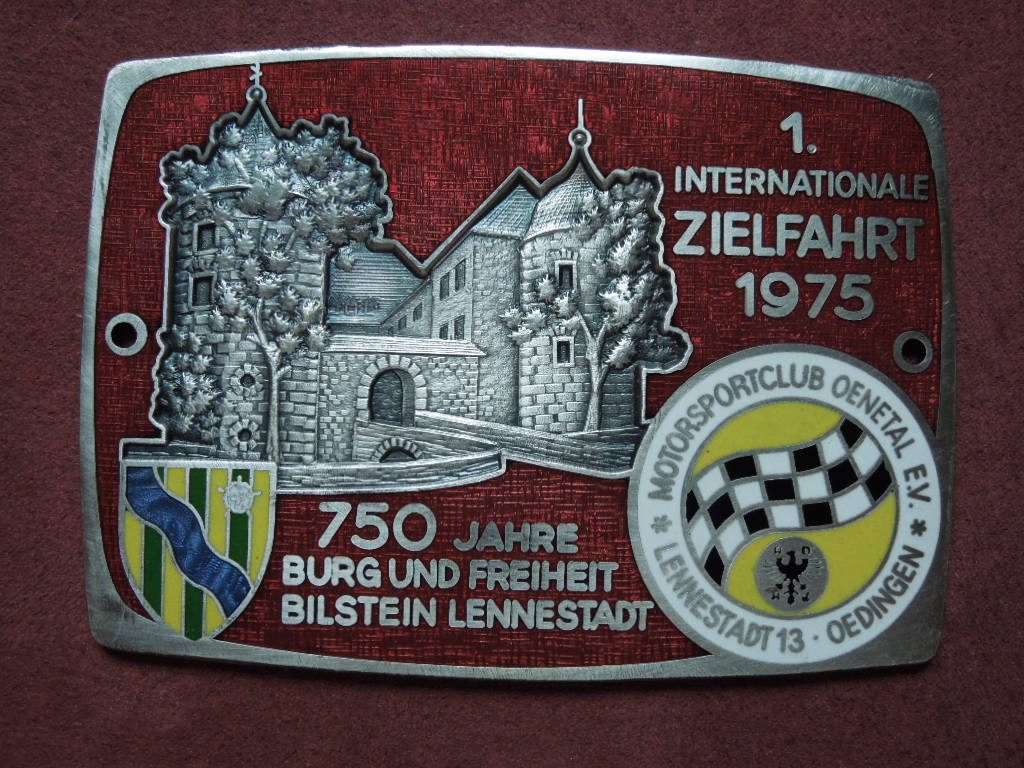 1.
INTERNATIONALE
ZIELFAHRT
1975
750 JAHRE
BURG UND FREIHEIT
BILSTEIN LENNESTADT
* MOTORSPORTCLUB OENETAL E.V. *
LENNESTADT 13 · OEDINGEN